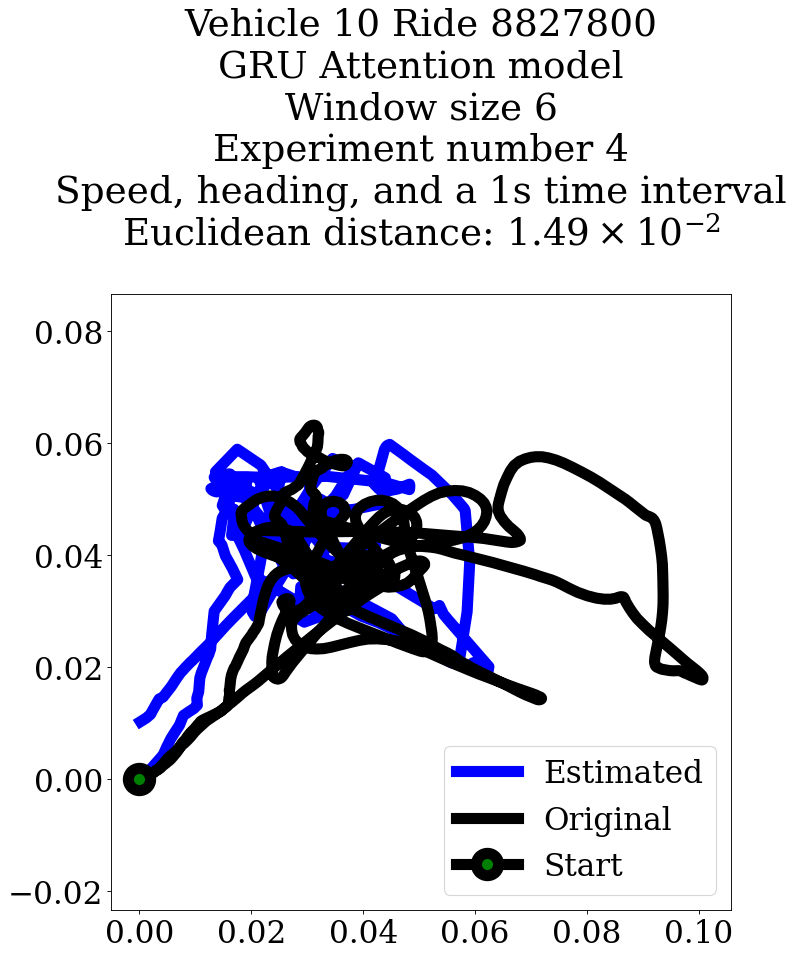 Vehicle 10 Ride 8827800
GRU Attention model
Window size 6
Experiment number 4
Speed, heading, and a 1s time interval
Euclidean distance: 1.49 × 10⁻²
0.08
0.06
0.04
0.02
0.00
−0.02
0.00 0.02 0.04 0.06 0.08 0.10
Estimated
Original
Start